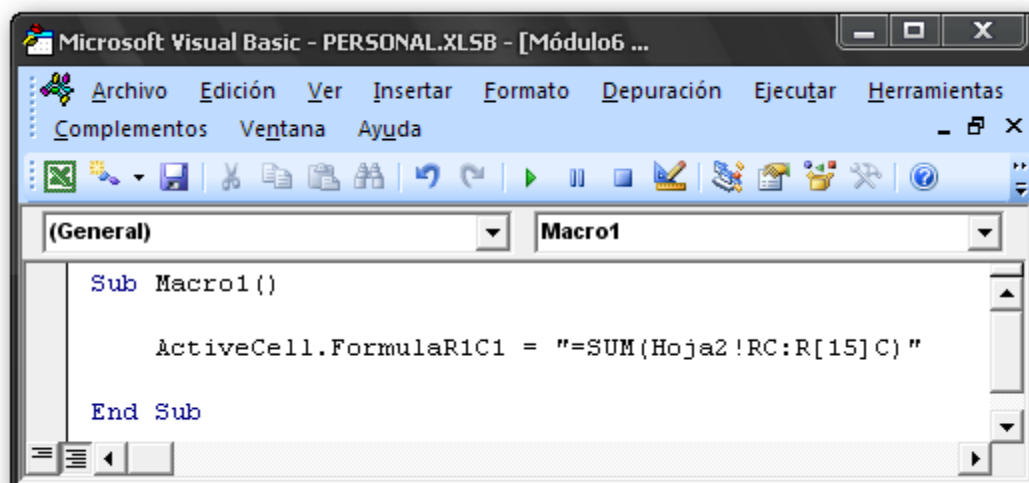 Microsoft Visual Basic - PERSONAL.XLSB - [Módulo6 ...
Archivo Edición Ver Insertar Formato Depuración Ejecutar Herramientas
Complementos Ventana Ayuda
(General) Macro1
Sub Macro1()
ActiveCell.FormulaR1C1 = "=SUM(Hoja2!RC:R[15]C)"
End Sub